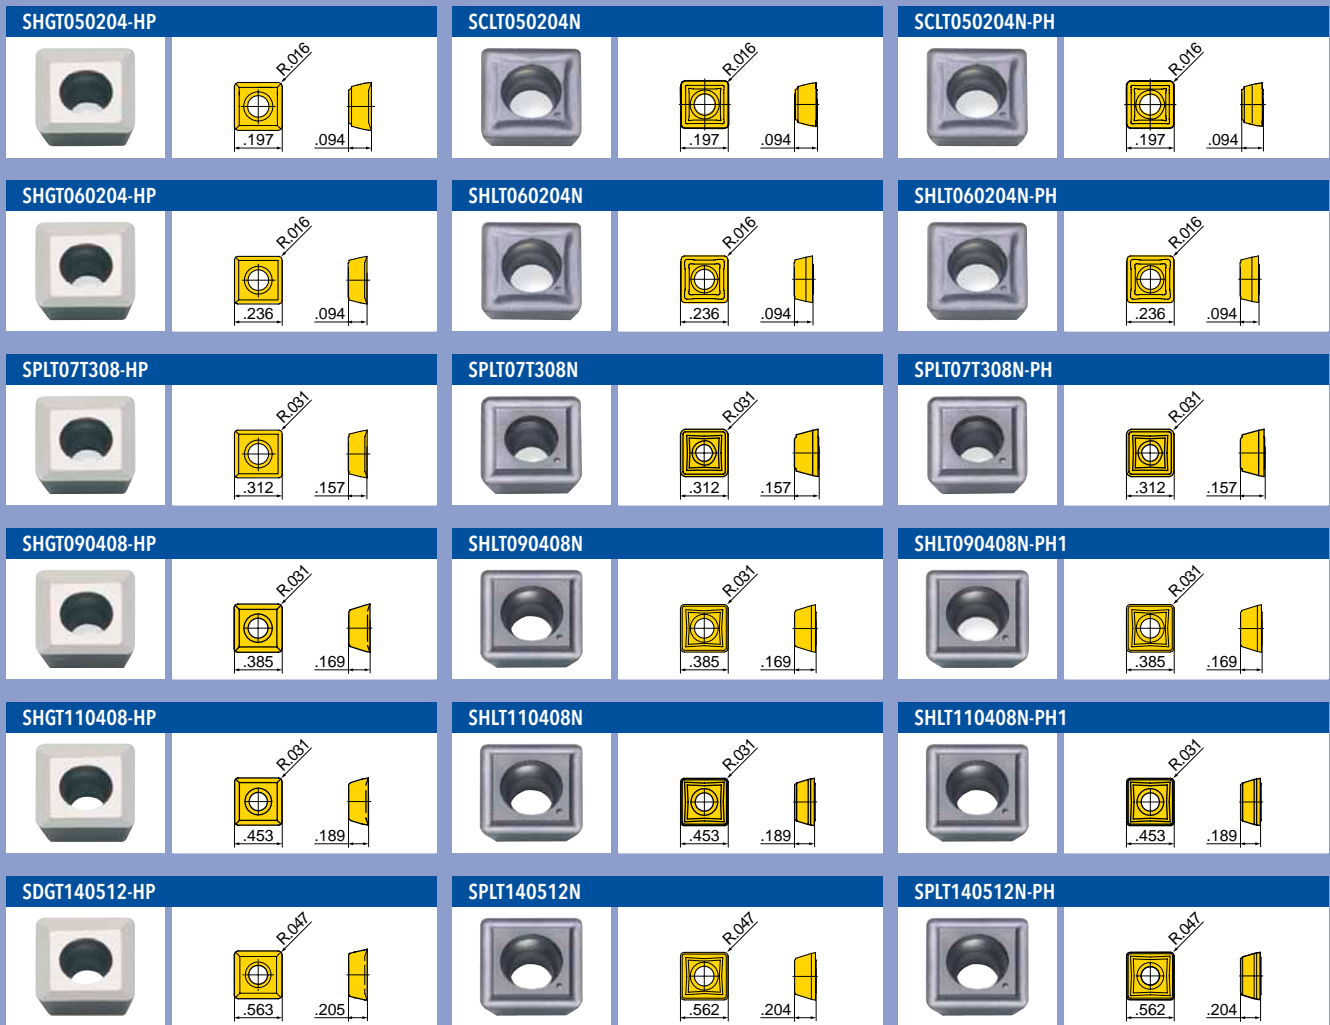 SHGT050204-HP
R.016
.197
.094
SCLT050204N
R.016
.197
.094
SCLT050204N-PH
R.016
.197
.094
SHGT060204-HP
R.016
.236
.094
SHLT060204N
R.016
.236
.094
SHLT060204N-PH
R.016
.236
.094
SPLT07T308-HP
R.031
.312
.157
SPLT07T308N
R.031
.312
.157
SPLT07T308N-PH
R.031
.312
.157
SHGT090408-HP
R.031
.385
.169
SHLT090408N
R.031
.385
.169
SHLT090408N-PH1
R.031
.385
.169
SHGT110408-HP
R.031
.453
.189
SHLT110408N
R.031
.453
.189
SHLT110408N-PH1
R.031
.453
.189
SDGT140512-HP
R.047
.563
.205
SPLT140512N
R.047
.562
.204
SPLT140512N-PH
R.047
.562
.204